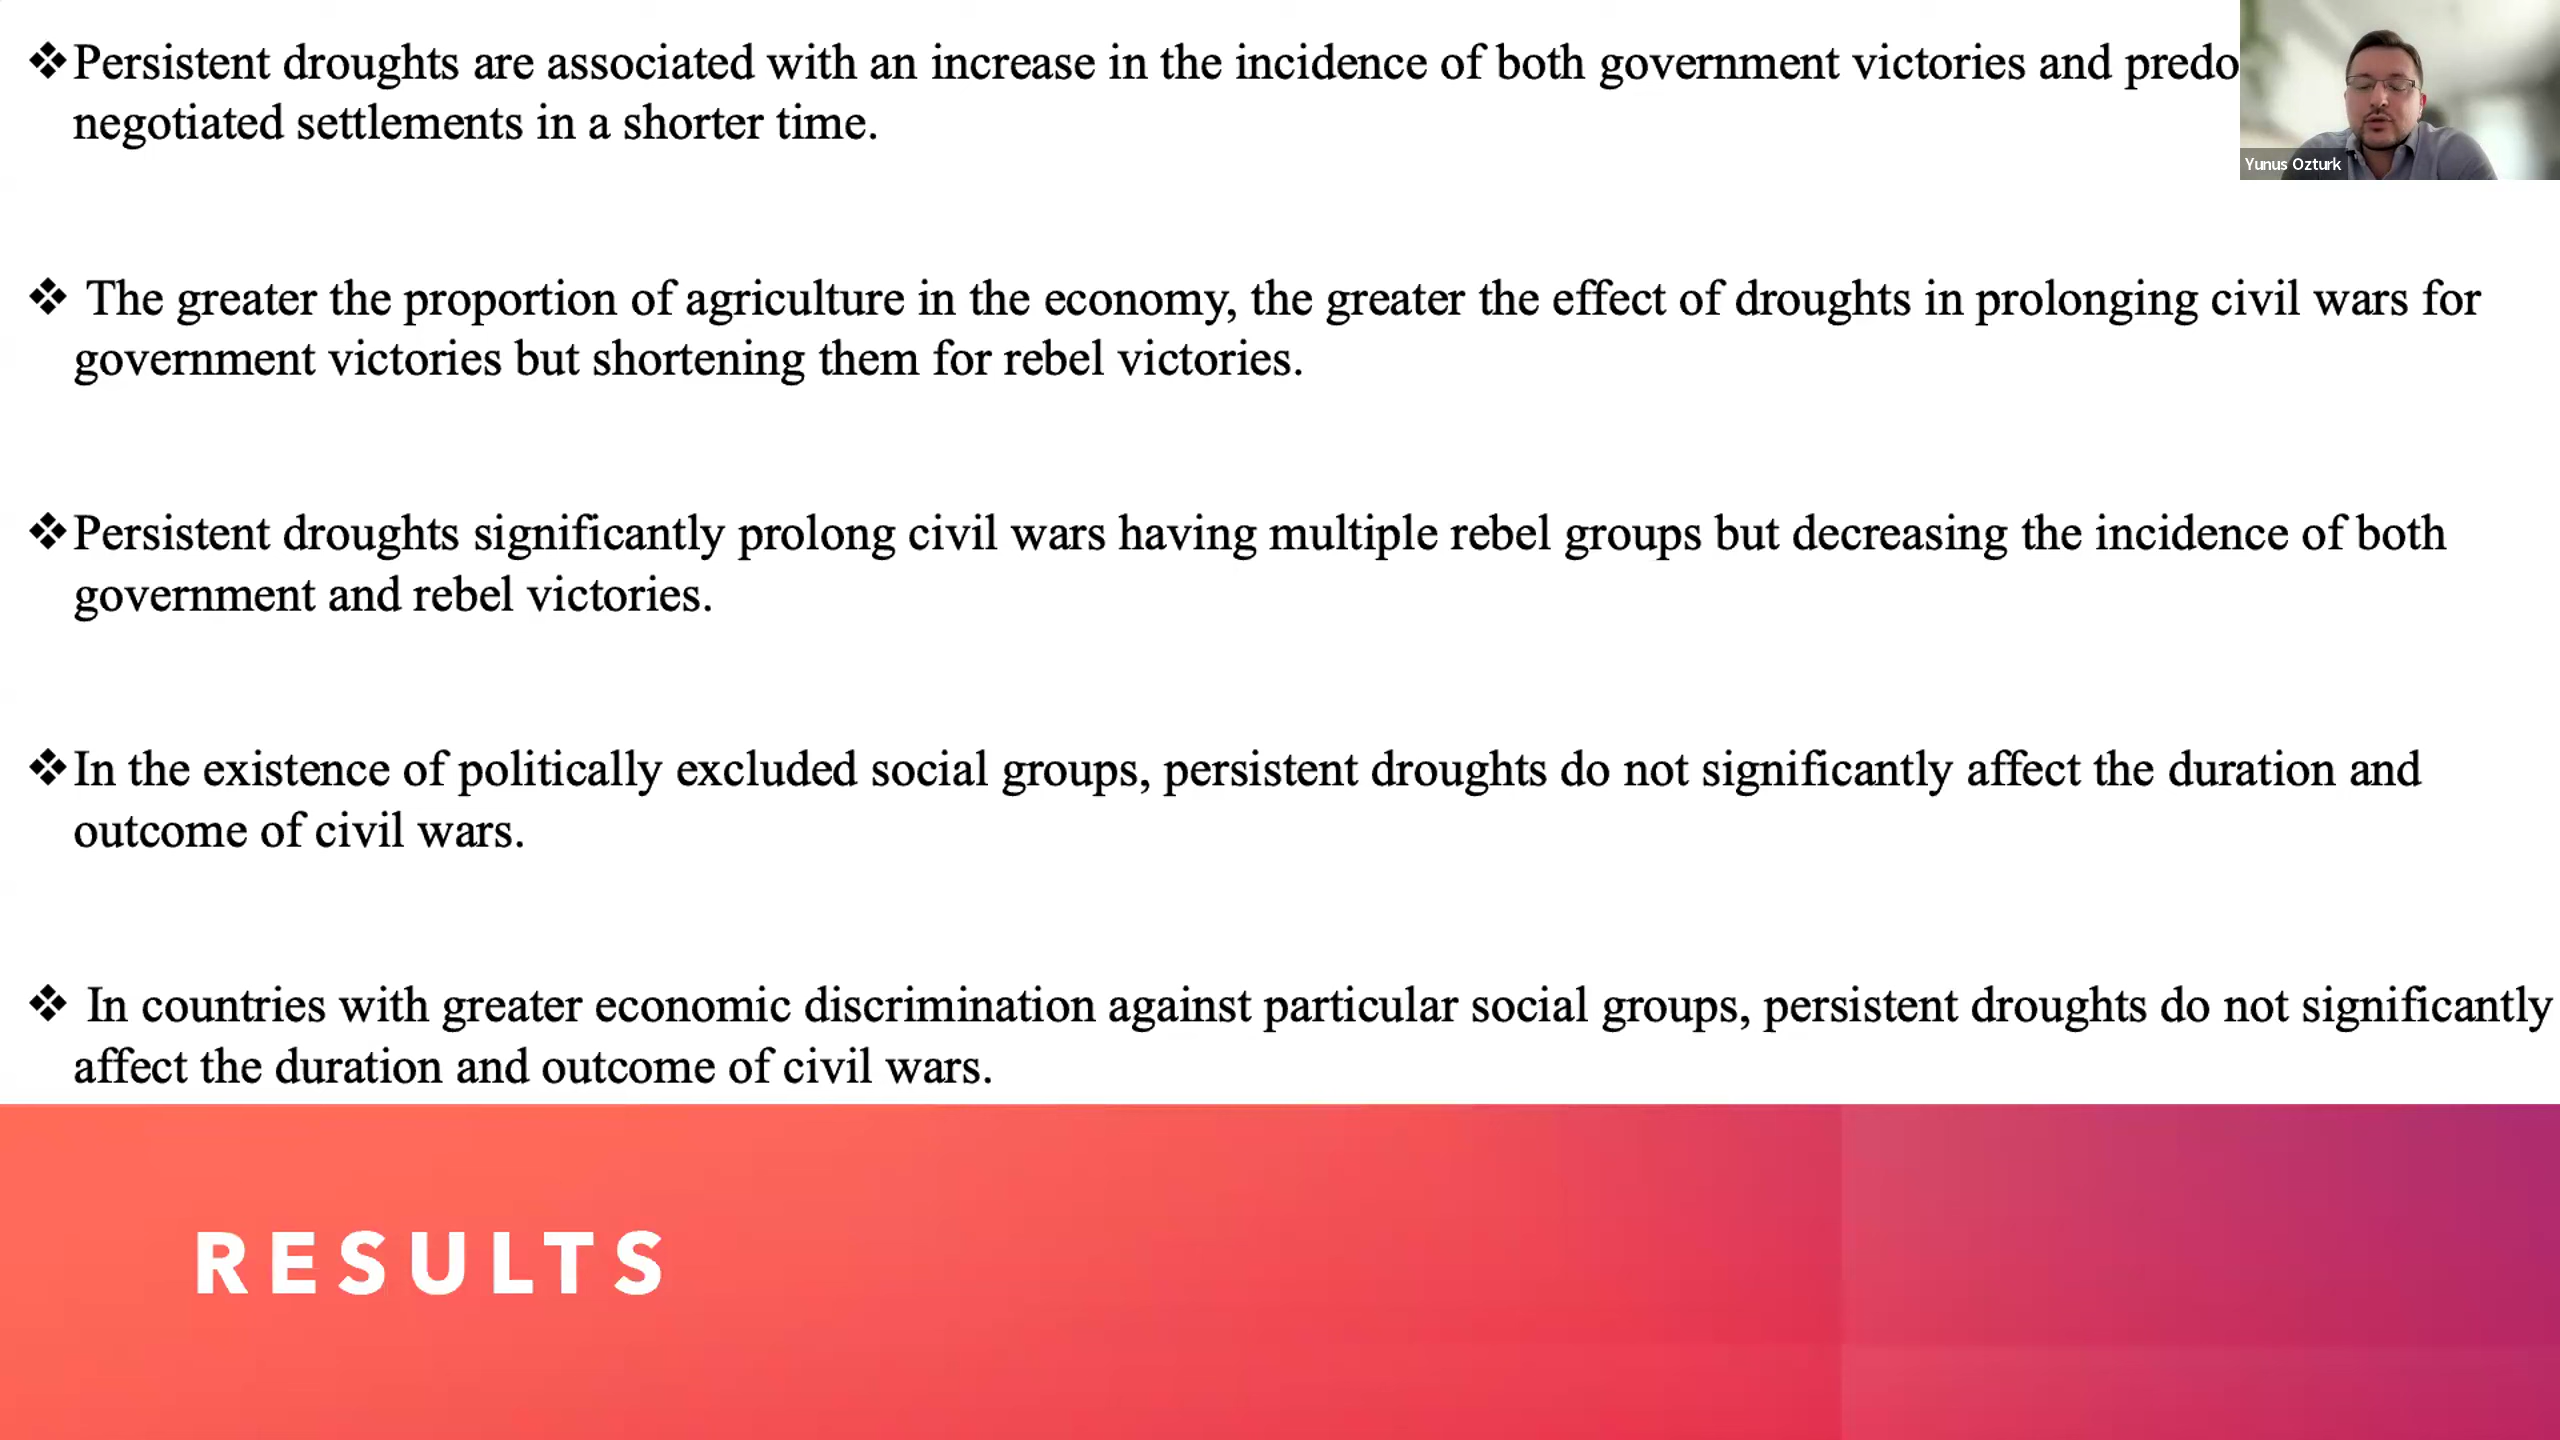 ❖Persistent droughts are associated with an increase in the incidence of both government victories and
negotiated settlements in a shorter time.
Yunus Ozturk
❖ The greater the proportion of agriculture in the economy, the greater the effect of droughts in prolonging civil wars for
government victories but shortening them for rebel victories.
❖Persistent droughts significantly prolong civil wars having multiple rebel groups but decreasing the incidence of both
government and rebel victories.
❖In the existence of politically excluded social groups, persistent droughts do not significantly affect the duration and
outcome of civil wars.
❖ In countries with greater economic discrimination against particular social groups, persistent droughts do not significantly
affect the duration and outcome of civil wars.
RESULTS